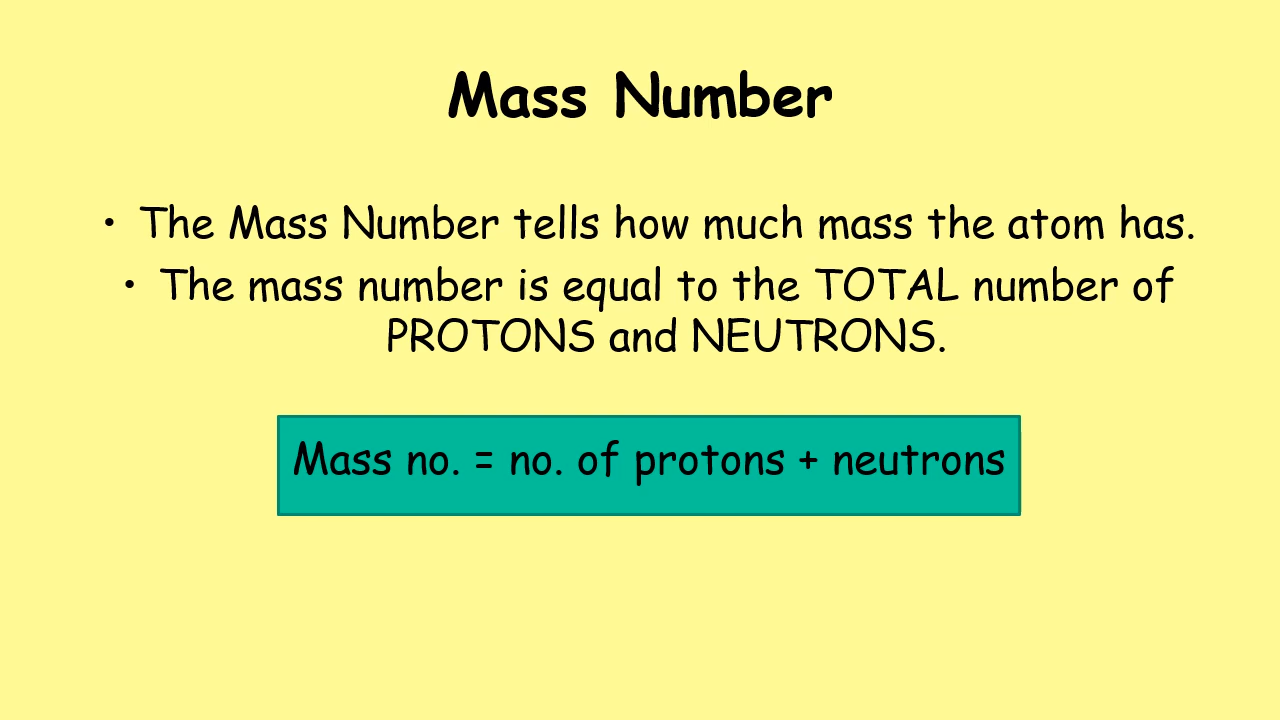 Mass Number
• The Mass Number tells how much mass the atom has.
• The mass number is equal to the TOTAL number of
PROTONS and NEUTRONS.
Mass no. = no. of protons + neutrons